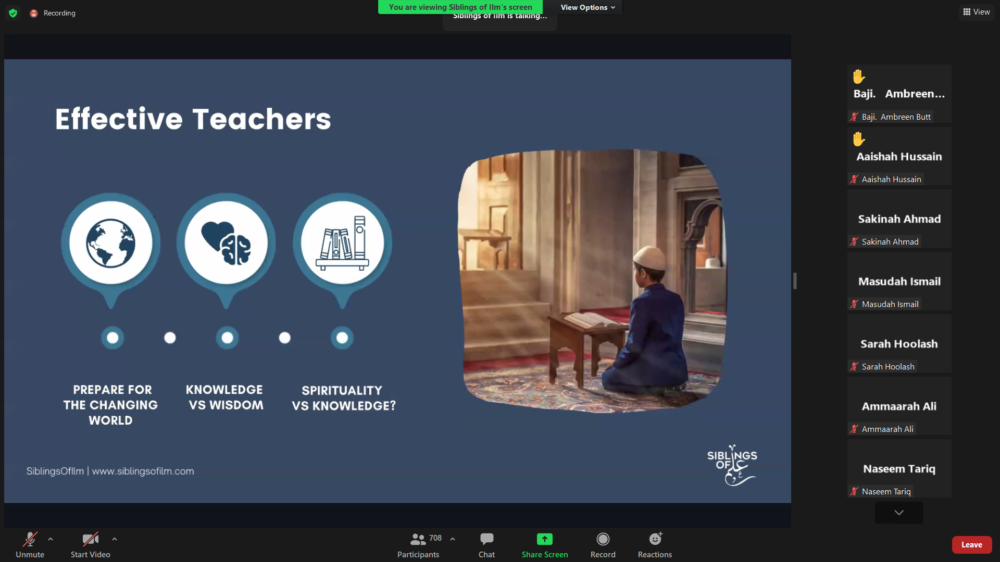 Recording
You are viewing Siblings of Ilm's screen
View Options
Siblings of Ilm is talking...
View
Effective Teachers
PREPARE FOR
THE CHANGING
WORLD
KNOWLEDGE
VS WISDOM
SPIRITUALITY
VS KNOWLEDGE?
SiblingsOfIlm | www.siblingsofilm.com
SIBLINGS
OF علم
Baji. Ambreen...
Baji. Ambreen Butt
Aaishah Hussain
Aaishah Hussain
Sakinah Ahmad
Sakinah Ahmad
Masudah Ismail
Masudah Ismail
Sarah Hoolash
Sarah Hoolash
Ammaarah Ali
Ammaarah Ali
Naseem Tariq
Naseem Tariq
Unmute
Start Video
708
Participants
Chat
Share Screen
Record
Reactions
Leave